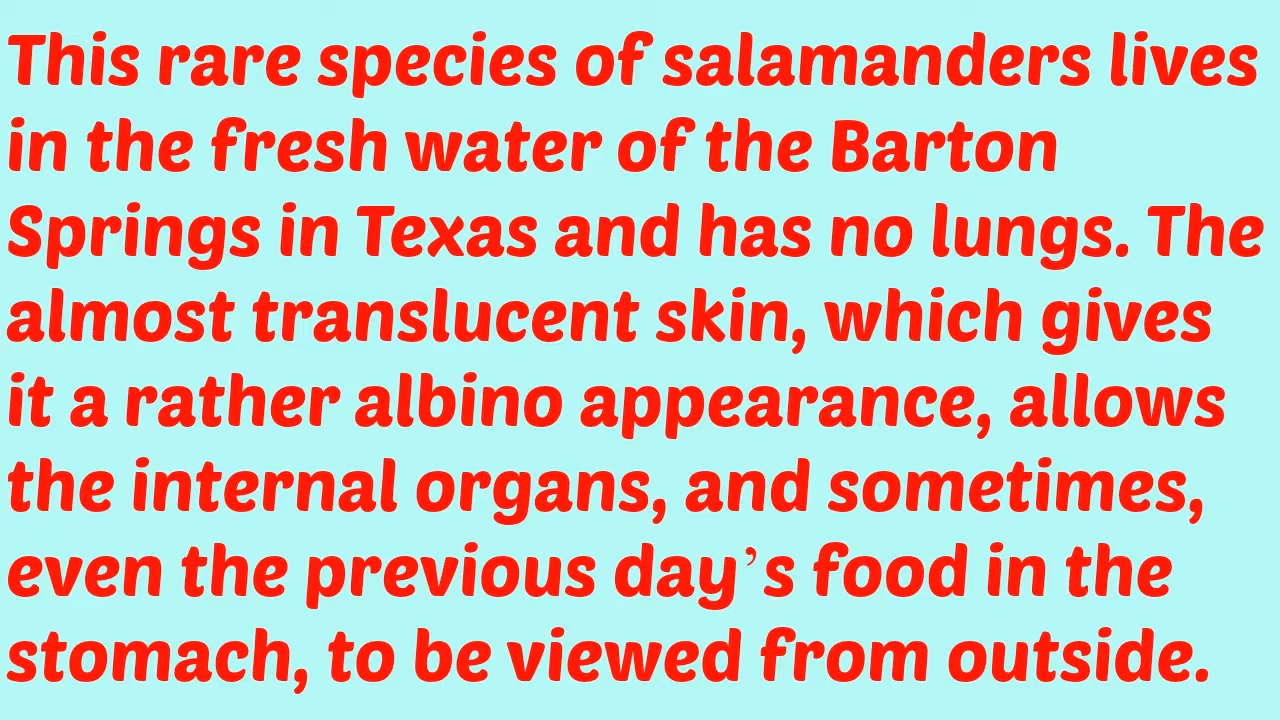 This rare species of salamanders lives
in the fresh water of the Barton
Springs in Texas and has no lungs. The
almost translucent skin, which gives
it a rather albino appearance, allows
the internal organs, and sometimes,
even the previous day’s food in the
stomach, to be viewed from outside.